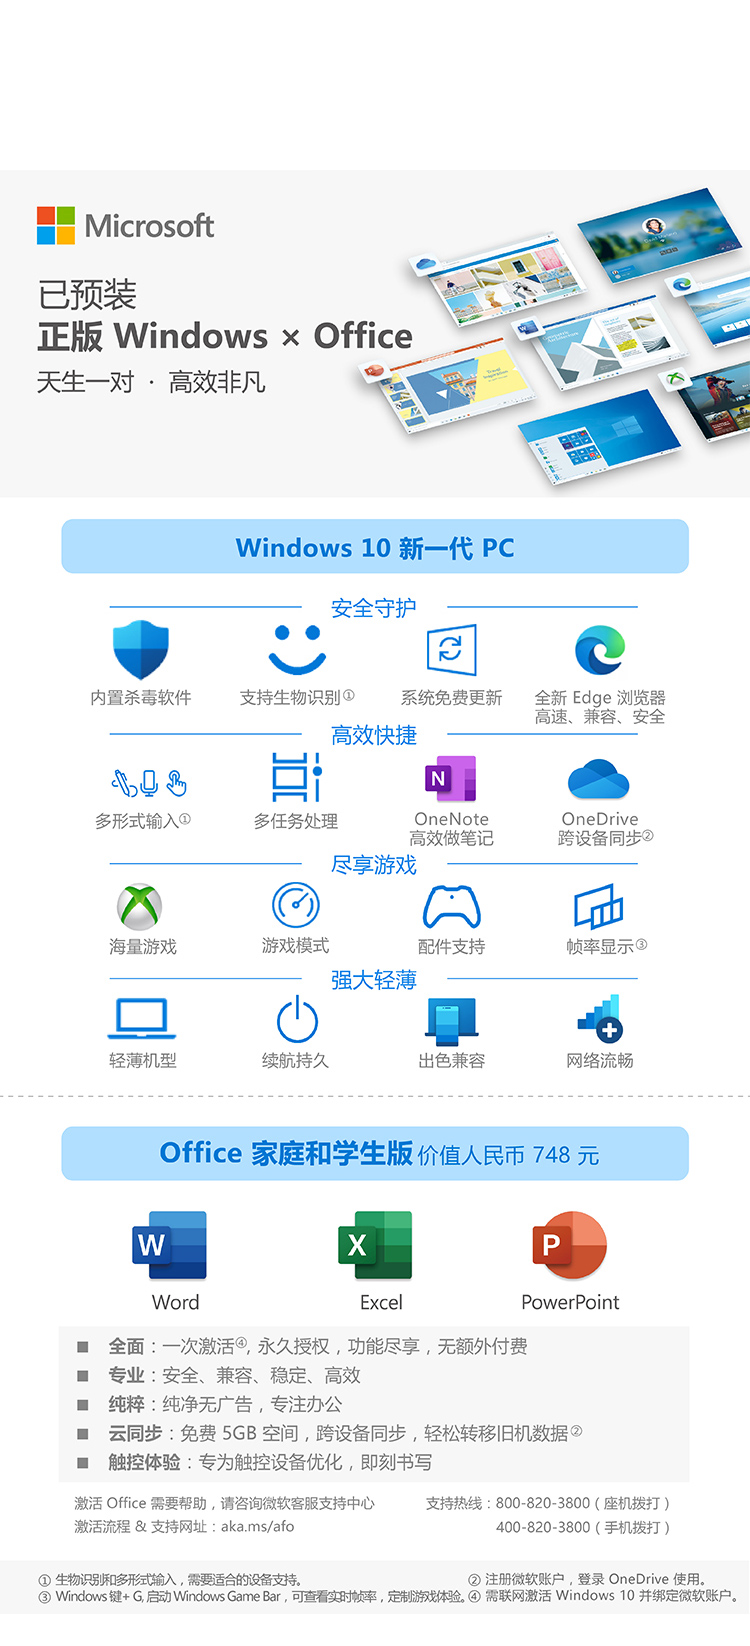 Microsoft
已预装
正版 Windows × Office
天生一对 · 高效非凡
Windows 10 新一代 PC
安全守护
内置杀毒软件 支持生物识别① 系统免费更新 全新 Edge 浏览器
高速、兼容、安全
高效快捷
多形式输入① 多任务处理 OneNote OneDrive
高效做笔记 跨设备同步②
尽享游戏
海量游戏 游戏模式 配件支持 帧率显示③
强大轻薄
轻薄机型 续航持久 出色兼容 网络流畅
Office 家庭和学生版 价值人民币 748 元
Word Excel PowerPoint
■ 全面：一次激活④, 永久授权，功能尽享，无额外付费
■ 专业：安全、兼容、稳定、高效
■ 纯粹：纯净无广告，专注办公
■ 云同步：免费 5GB 空间，跨设备同步，轻松转移旧机数据②
■ 触控体验：专为触控设备优化，即刻书写
激活 Office 需要帮助，请咨询微软客服支持中心 支持热线：800-820-3800（座机拨打）
激活流程 & 支持网址：aka.ms/afo 400-820-3800（手机拨打）
① 生物识别和多形式输入，需要适合的设备支持。 ② 注册微软账户，登录 OneDrive 使用。
③ Windows 键+ G, 启动 Windows Game Bar，可查看实时帧率，定制游戏体验。 ④ 需联网激活 Windows 10 并绑定微软账户。